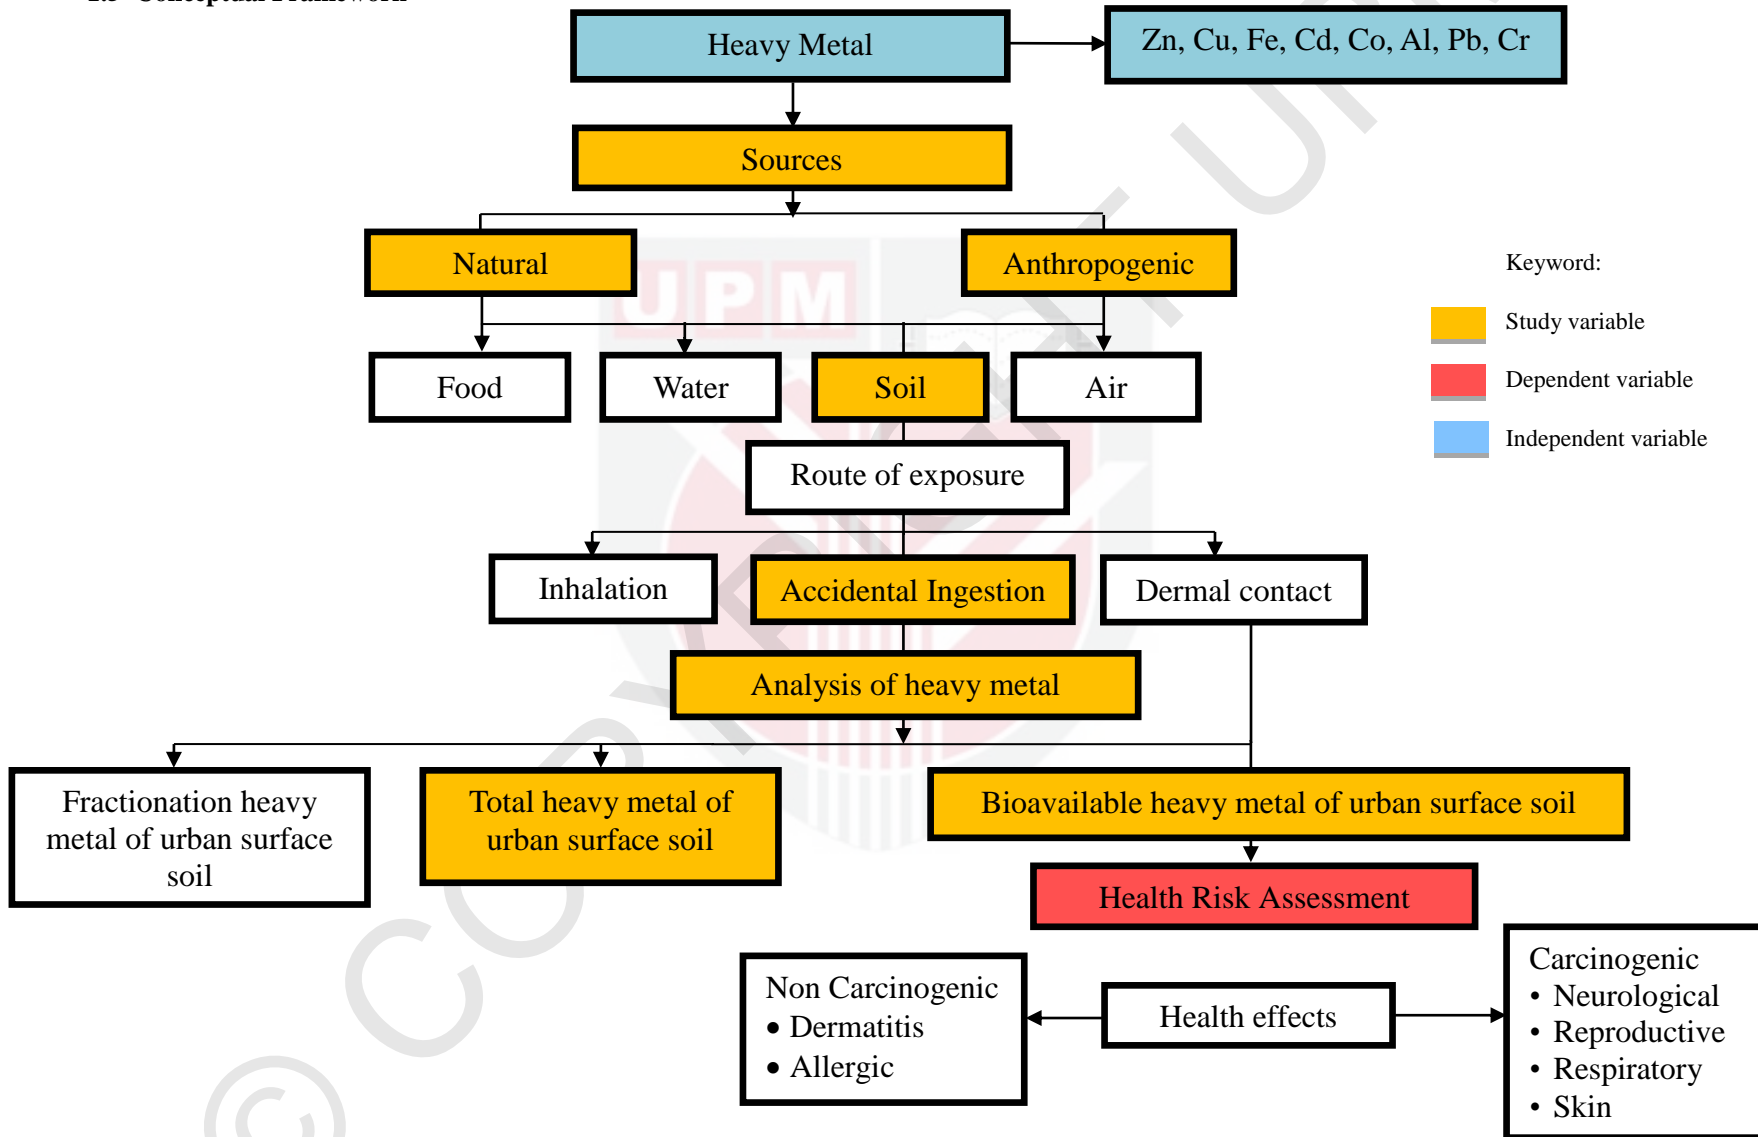 Heavy Metal
Zn, Cu, Fe, Cd, Co, Al, Pb, Cr
Sources
Natural
Anthropogenic
Keyword:
Study variable
Dependent variable
Independent variable
UPM
Food
Water
Soil
Air
Route of exposure
Inhalation
Accidental Ingestion
Dermal contact
Analysis of heavy metal
Fractionation heavy
metal of urban surface
soil
Total heavy metal of
urban surface soil
Bioavailable heavy metal of urban surface soil
Health Risk Assessment
Non Carcinogenic
• Dermatitis
• Allergic
Health effects
Carcinogenic
• Neurological
• Reproductive
• Respiratory
• Skin
© COPYRIGHT UPM